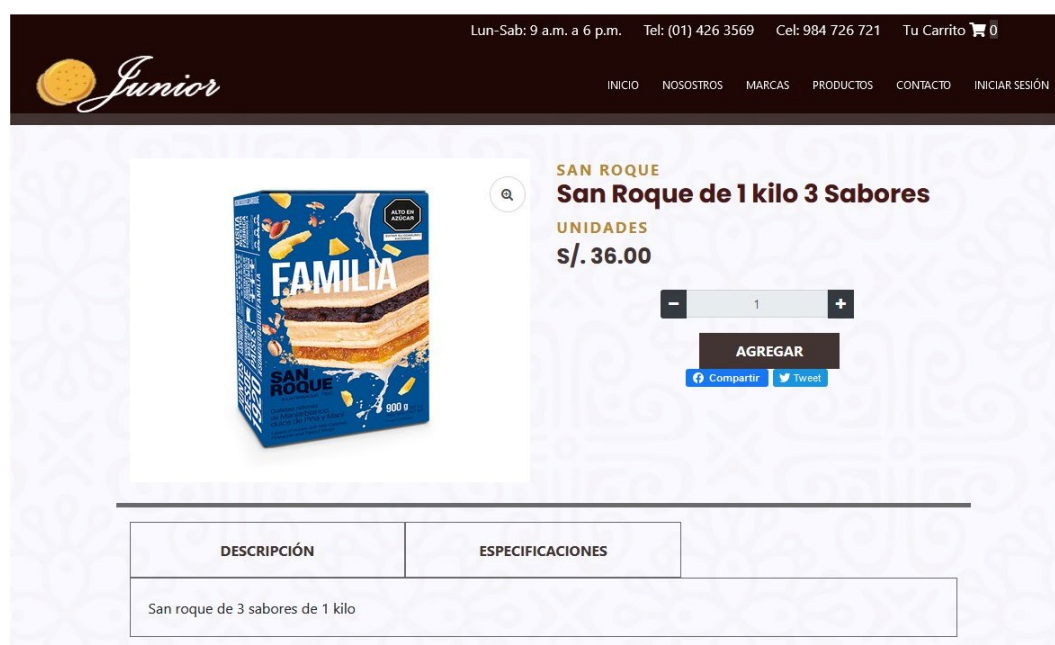 Lun-Sab: 9 a.m. a 6 p.m. Tel: (01) 426 3569 Cel: 984 726 721 Tu Carrito 0
Junior
INICIO NOSOSTROS MARCAS PRODUCTOS CONTACTO INICIAR SESIÓN
SAN ROQUE
San Roque de 1 kilo 3 Sabores
UNIDADES
S/. 36.00
- 1 +
AGREGAR
Compartir Tweet
ALTO EN
AZÚCAR
FAMILIA
SAN
ROQUE
900 g
DESDE
1920
DESCRIPCIÓN ESPECIFICACIONES
San roque de 3 sabores de 1 kilo